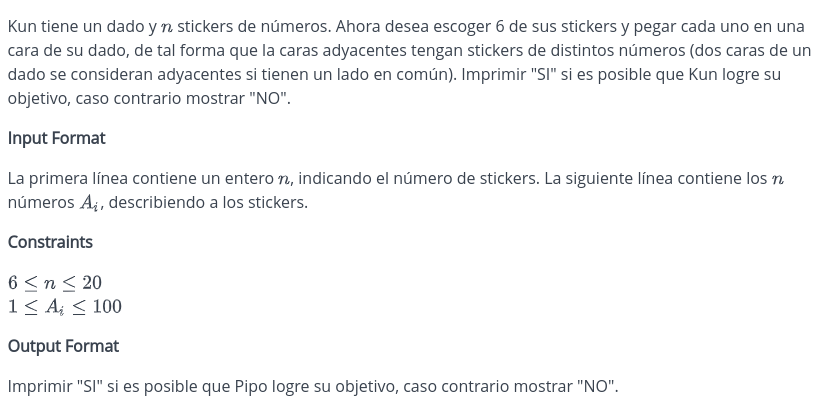 Kun tiene un dado y n stickers de números. Ahora desea escoger 6 de sus stickers y pegar cada uno en una
cara de su dado, de tal forma que la caras adyacentes tengan stickers de distintos números (dos caras de un
dado se consideran adyacentes si tienen un lado en común). Imprimir "SI" si es posible que Kun logre su
objetivo, caso contrario mostrar "NO".
Input Format
La primera línea contiene un entero n, indicando el número de stickers. La siguiente línea contiene los n
números A_i, describiendo a los stickers.
Constraints
6 ≤ n ≤ 20
1 ≤ A_i ≤ 100
Output Format
Imprimir "SI" si es posible que Pipo logre su objetivo, caso contrario mostrar "NO".